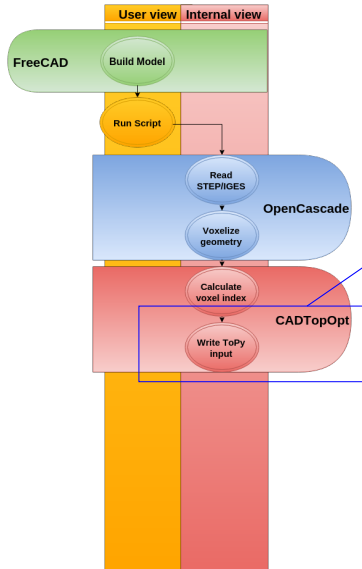 User view Internal view
FreeCAD
Build Model
Run Script
Read
STEP/IGES
OpenCascade
Voxelize
geometry
Calculate
voxel index
CADTopOpt
Write ToPy
input